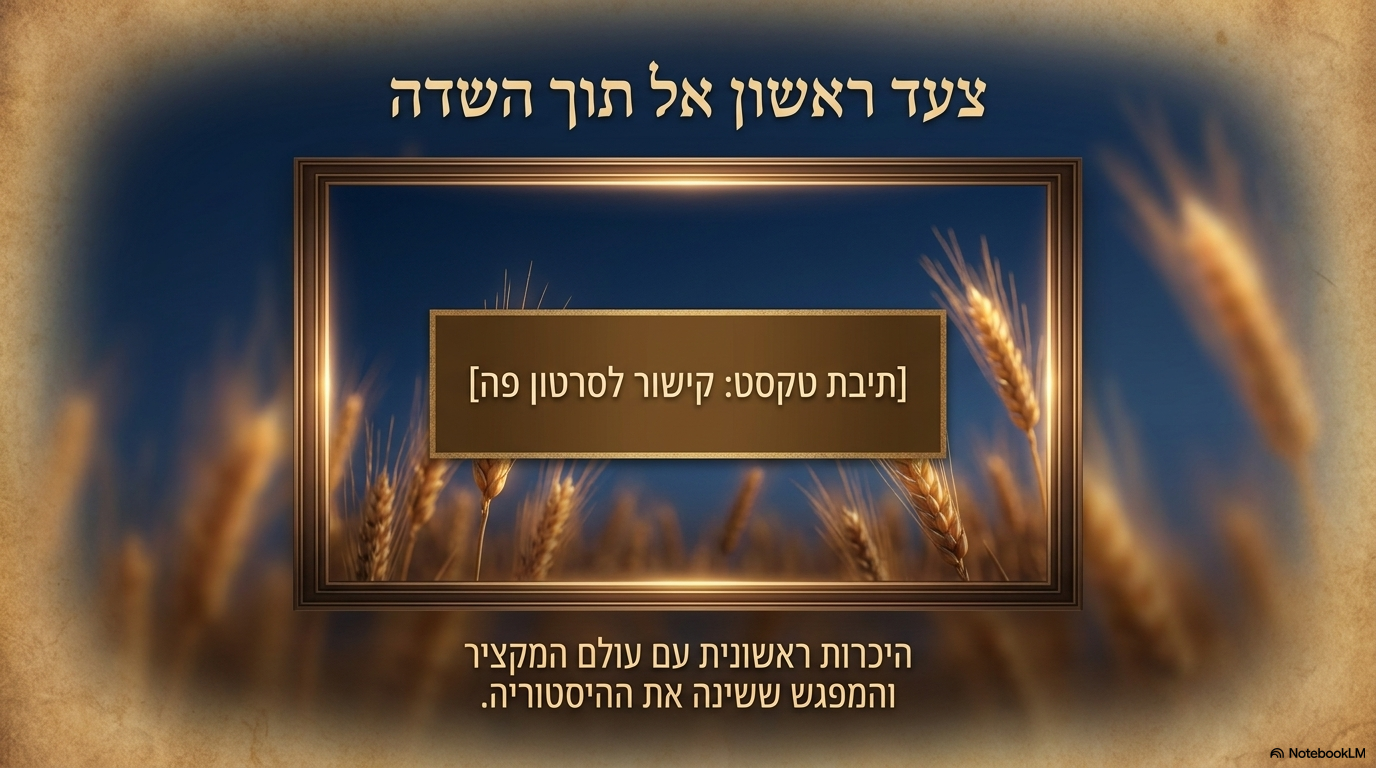 צעד ראשון אל תוך השדה
[תיבת טקסט: קישור לסרטון פה]
היכרות ראשונית עם עולם המקציר
והמפגש ששינה את ההיסטוריה.
NotebookLM